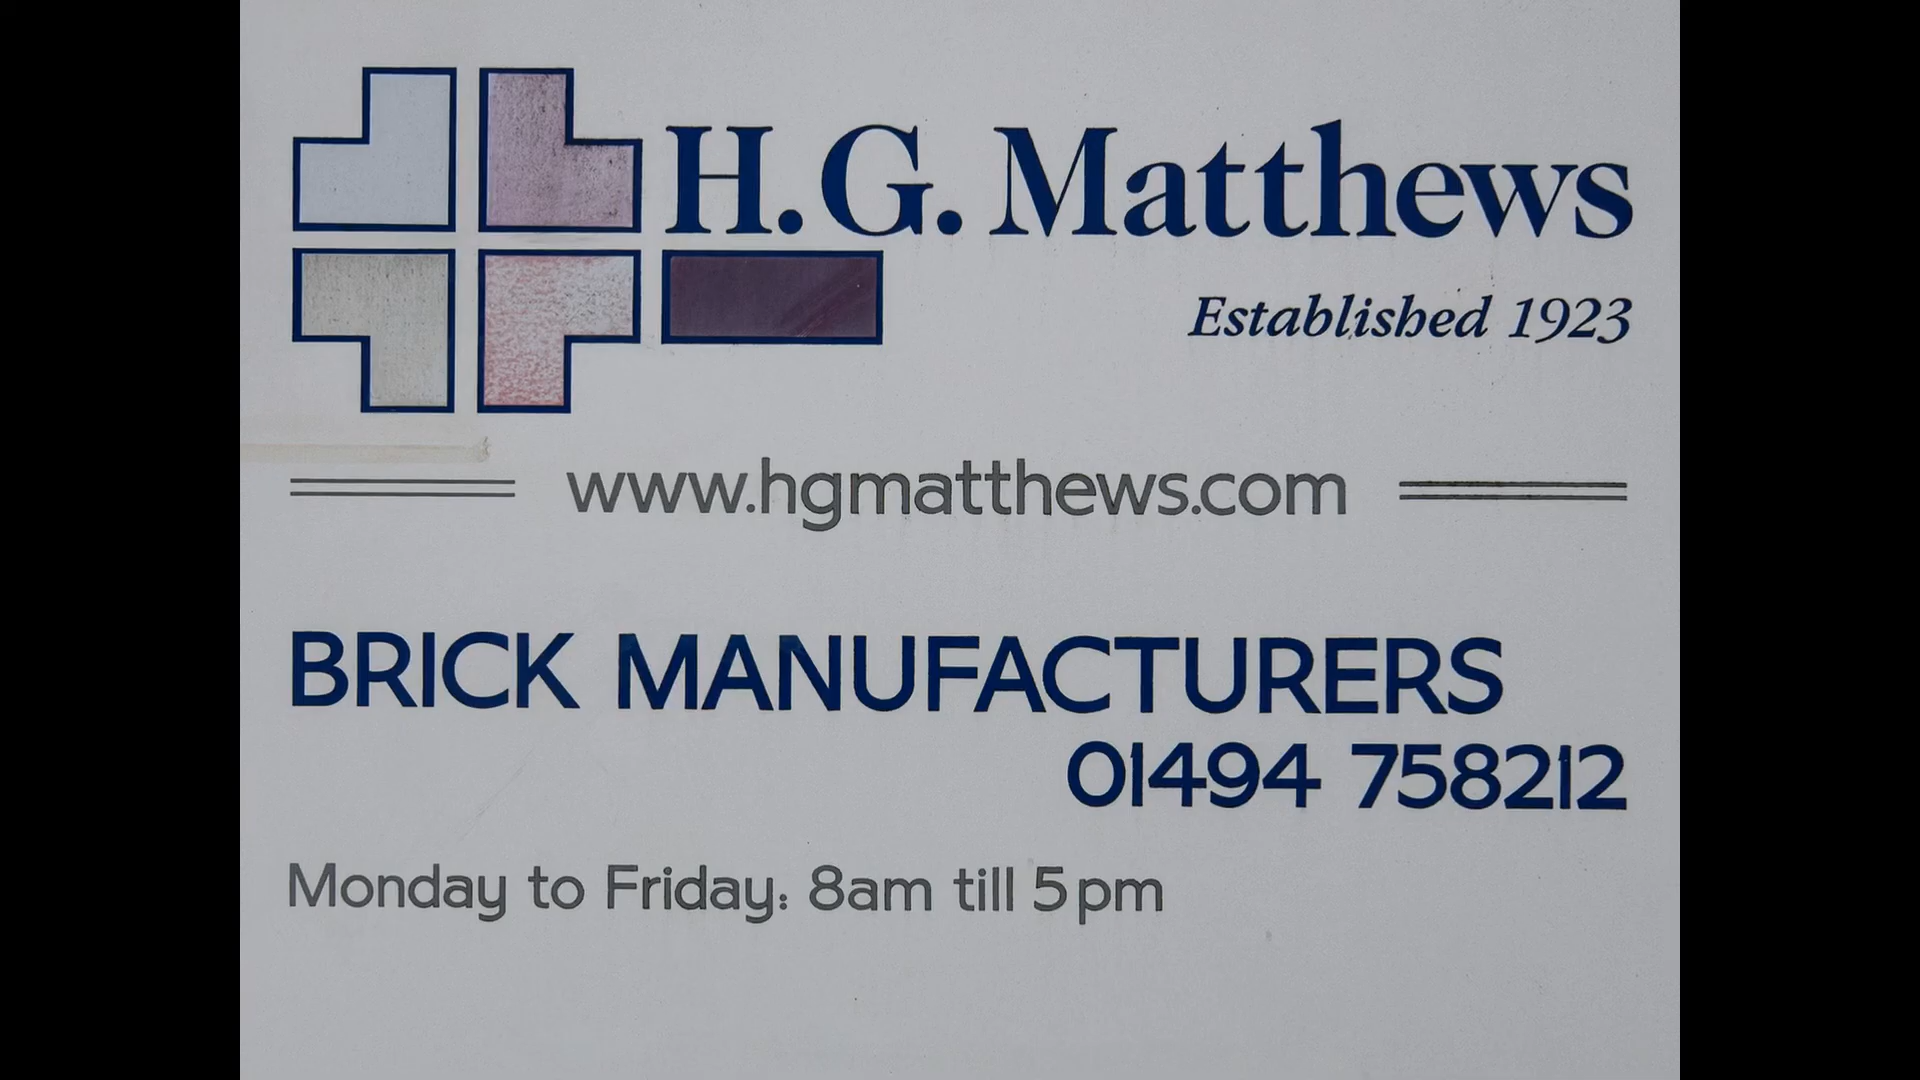 H.G. Matthews
Established 1923
www.hgmatthews.com
BRICK MANUFACTURERS
01494 758212
Monday to Friday: 8am till 5pm